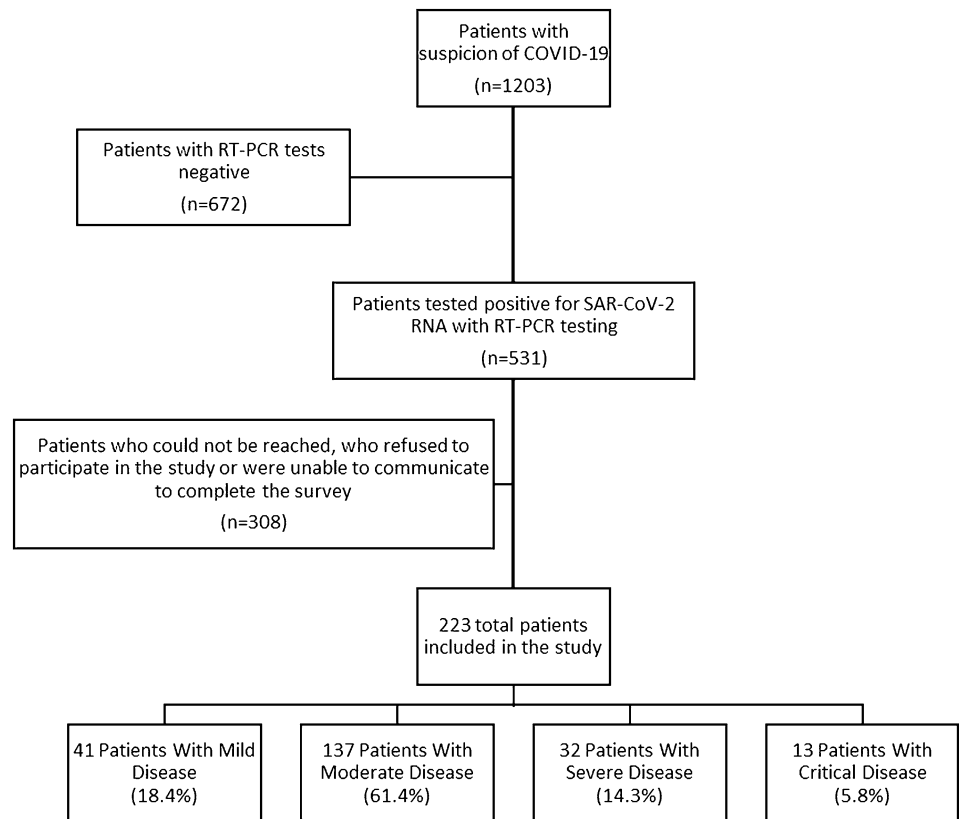 Patients with
suspicion of COVID-19
(n=1203)
Patients with RT-PCR tests
negative
(n=672)
Patients tested positive for SAR-CoV-2
RNA with RT-PCR testing
(n=531)
Patients who could not be reached, who refused to
participate in the study or were unable to communicate
to complete the survey
(n=308)
223 total patients
included in the study
41 Patients With Mild
Disease
(18.4%)
137 Patients With
Moderate Disease
(61.4%)
32 Patients With
Severe Disease
(14.3%)
13 Patients With
Critical Disease
(5.8%)